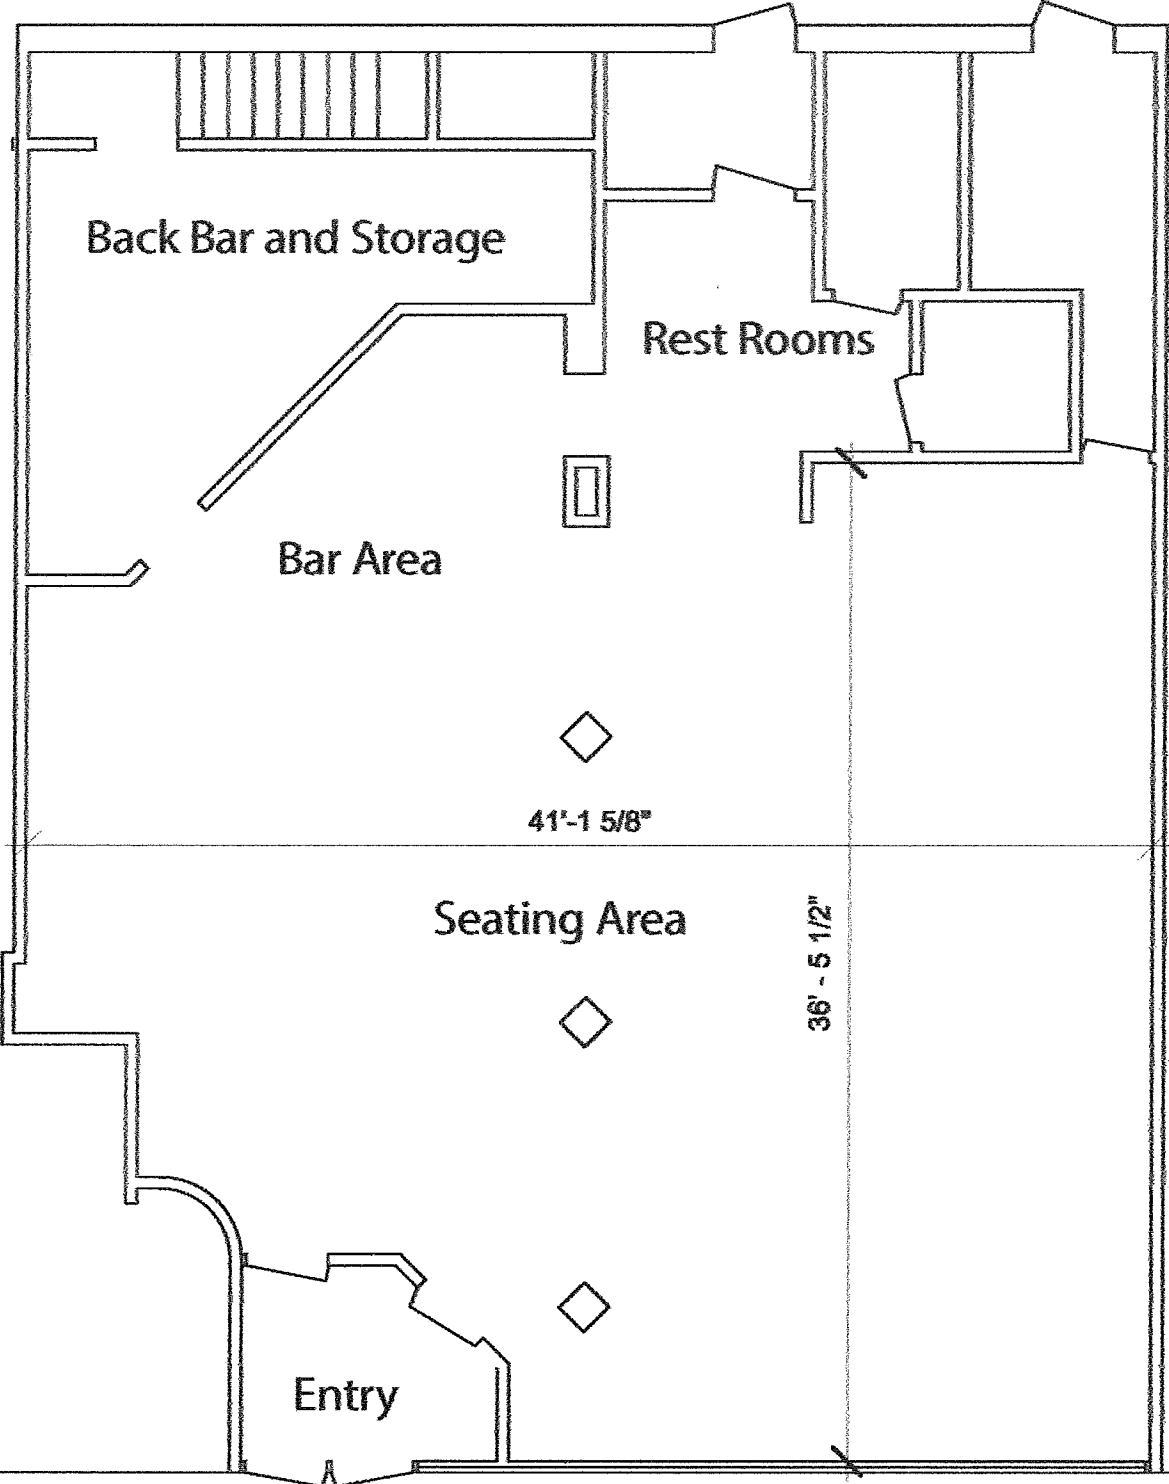 Back Bar and Storage
Rest Rooms
Bar Area
41'-1 5/8"
Seating Area
36' - 5 1/2"
Entry